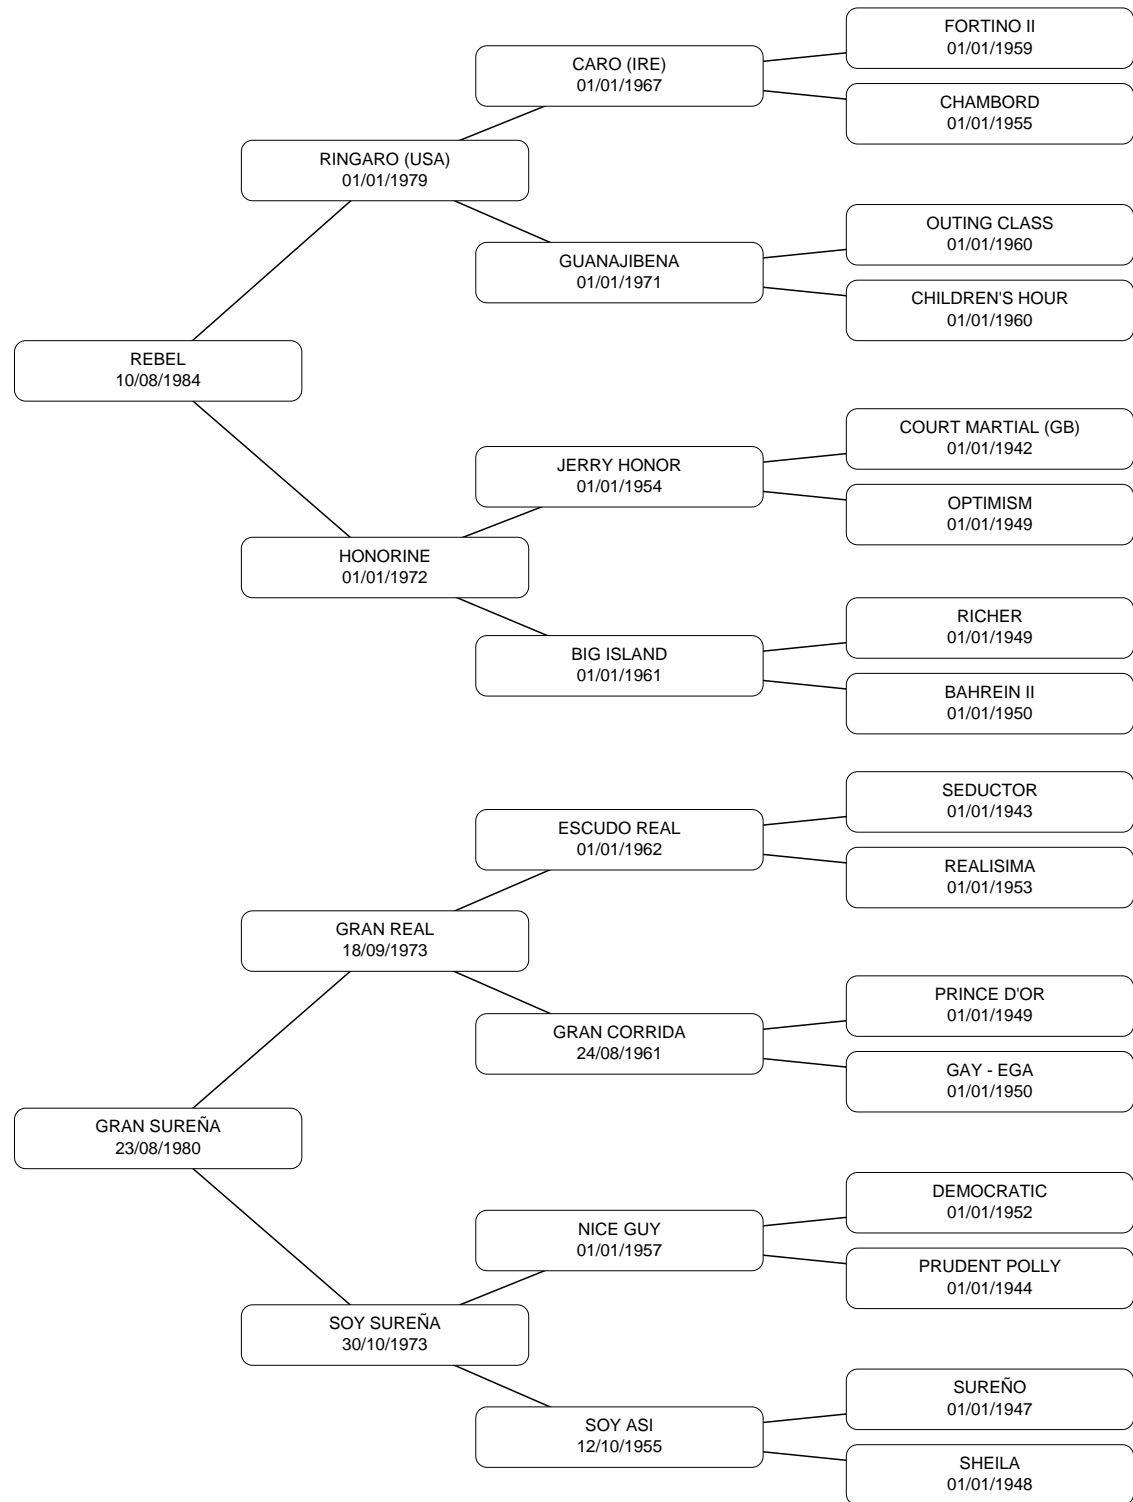 FORTINO II
01/01/1959
CARO (IRE)
01/01/1967
CHAMBORD
01/01/1955
RINGARO (USA)
01/01/1979
OUTING CLASS
01/01/1960
GUANAJIBENA
01/01/1971
CHILDREN'S HOUR
01/01/1960
REBEL
10/08/1984
COURT MARTIAL (GB)
01/01/1942
JERRY HONOR
01/01/1954
OPTIMISM
01/01/1949
HONORINE
01/01/1972
RICHER
01/01/1949
BIG ISLAND
01/01/1961
BAHREIN II
01/01/1950
SEDUCTOR
01/01/1943
ESCUDO REAL
01/01/1962
REALISIMA
01/01/1953
GRAN REAL
18/09/1973
PRINCE D'OR
01/01/1949
GRAN CORRIDA
24/08/1961
GAY - EGA
01/01/1950
GRAN SUREÑA
23/08/1980
DEMOCRATIC
01/01/1952
NICE GUY
01/01/1957
PRUDENT POLLY
01/01/1944
SOY SUREÑA
30/10/1973
SUREÑO
01/01/1947
SOY ASI
12/10/1955
SHEILA
01/01/1948